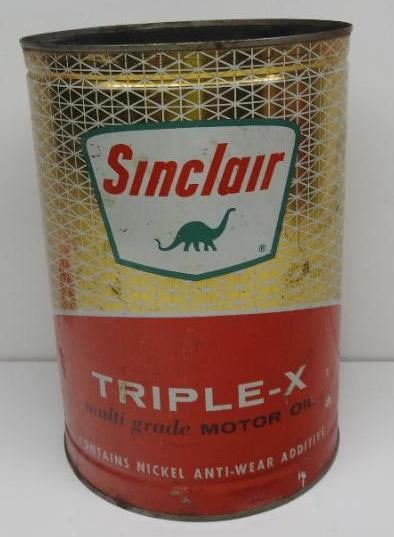 Sinclair
®
TRIPLE-X
multi grade MOTOR OIL
CONTAINS NICKEL ANTI-WEAR ADDITIVE